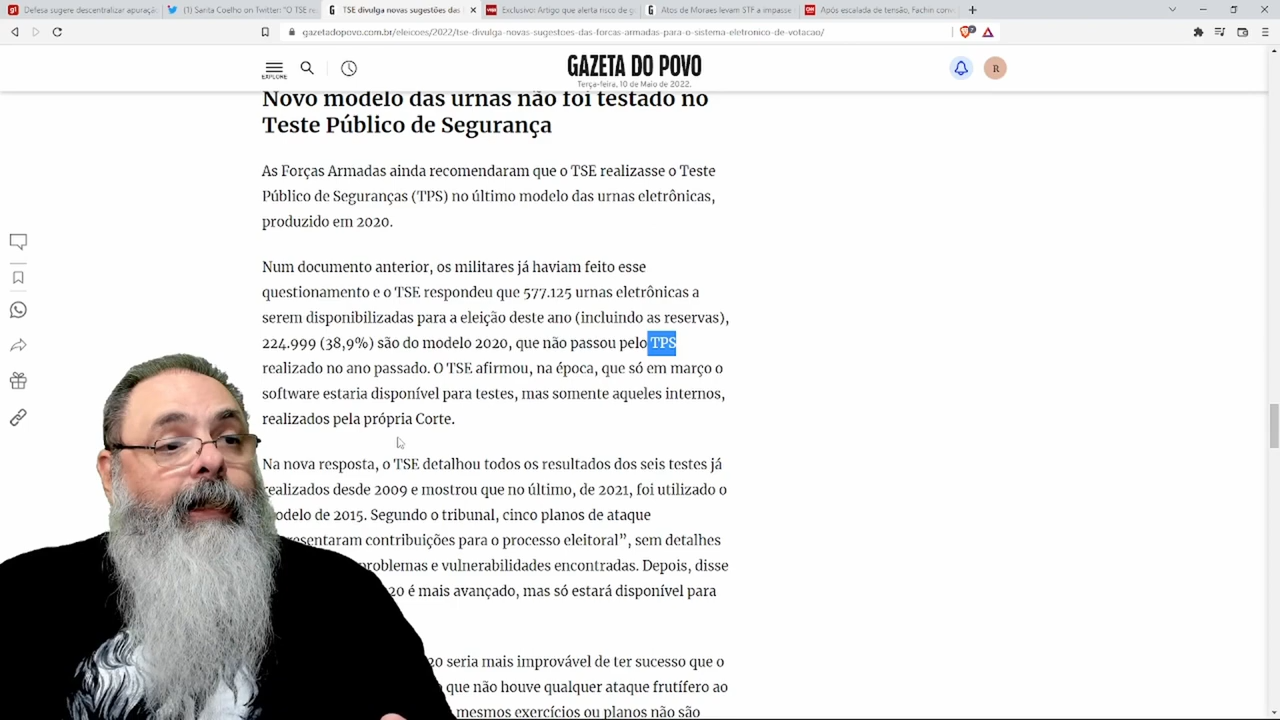 Defesa sugere descentralizar apuraçã
(1) Santa Coelho on Twitter: "O TSE re
TSE divulga novas sugestões das
Exclusivo: Artigo que alerta risco de g
Atos de Moraes levam STF a impasse
Após escalada de tensão, Fachin conv
gazetadopovo.com.br/eleicoes/2022/tse-divulga-novas-sugestoes-das-forcas-armadas-para-o-sistema-eletronico-de-votacao/
EXPLORE
GAZETA DO POVO
Terça-feira, 10 de Maio de 2022.
R
Novo modelo das urnas não foi testado no
Teste Público de Segurança
As Forças Armadas ainda recomendaram que o TSE realizasse o Teste
Público de Seguranças (TPS) no último modelo das urnas eletrônicas,
produzido em 2020.
Num documento anterior, os militares já haviam feito esse
questionamento e o TSE respondeu que 577.125 urnas eletrônicas a
serem disponibilizadas para a eleição deste ano (incluindo as reservas),
224.999 (38,9%) são do modelo 2020, que não passou pelo TPS
realizado no ano passado. O TSE afirmou, na época, que só em março o
software estaria disponível para testes, mas somente aqueles internos,
realizados pela própria Corte.
Na nova resposta, o TSE detalhou todos os resultados dos seis testes já
realizados desde 2009 e mostrou que no último, de 2021, foi utilizado o
odelo de 2015. Segundo o tribunal, cinco planos de ataque
resentaram contribuições para o processo eleitoral”, sem detalhes
problemas e vulnerabilidades encontradas. Depois, disse
20 é mais avançado, mas só estará disponível para
20 seria mais improvável de ter sucesso que o
que não houve qualquer ataque frutífero ao
mesmos exercícios ou planos não são